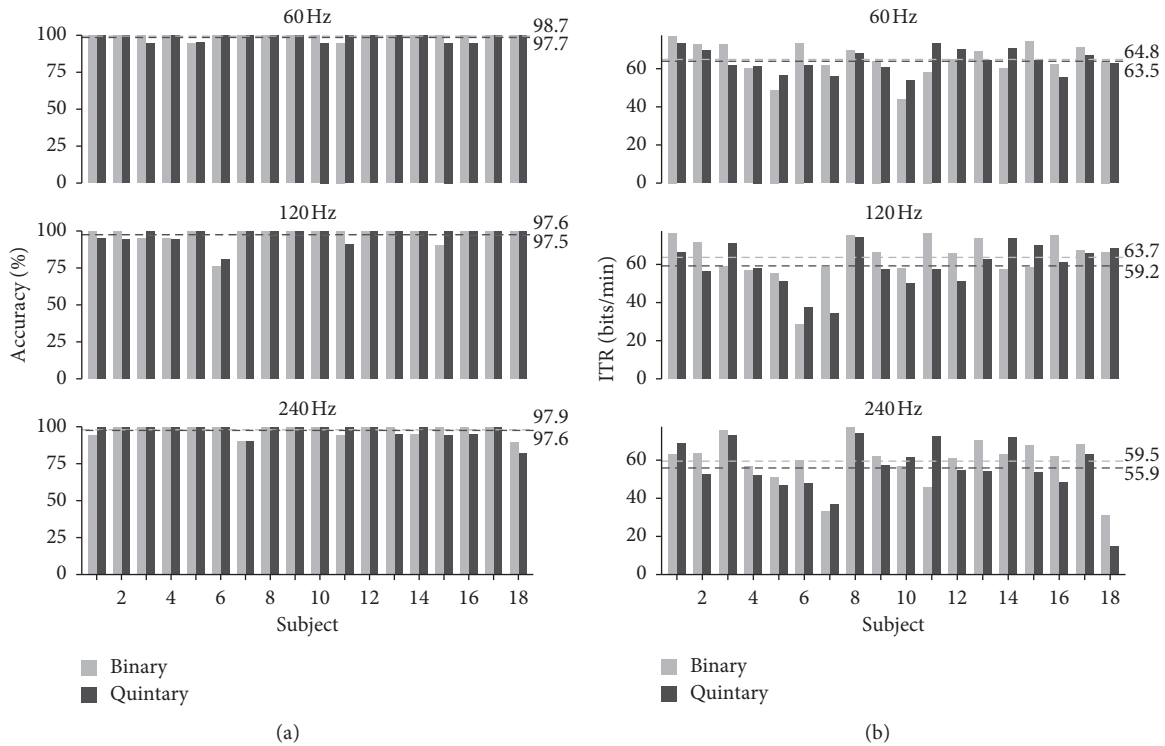 60 Hz
100
75
50
25
0
98.7
97.7
120 Hz
100
75
50
25
0
97.6
97.5
Accuracy (%)
240 Hz
100
75
50
25
0
97.9
97.6
2 4 6 8 10 12 14 16 18
Subject
Binary
Quintary
(a)
60 Hz
60
40
20
0
64.8
63.5
120 Hz
60
40
20
0
63.7
59.2
ITR (bits/min)
240 Hz
60
40
20
0
59.5
55.9
2 4 6 8 10 12 14 16 18
Subject
Binary
Quintary
(b)